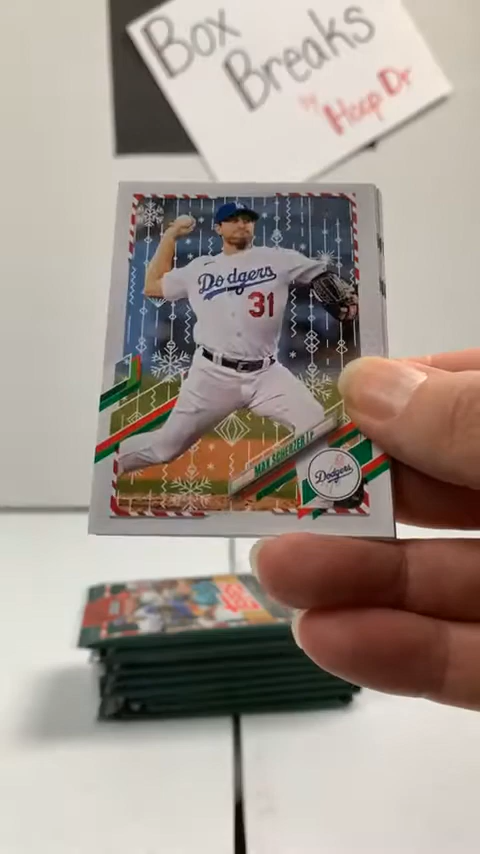 Box
Breaks
by Hoop Dr
Dodgers
31
MAX SCHERZER
Dodgers